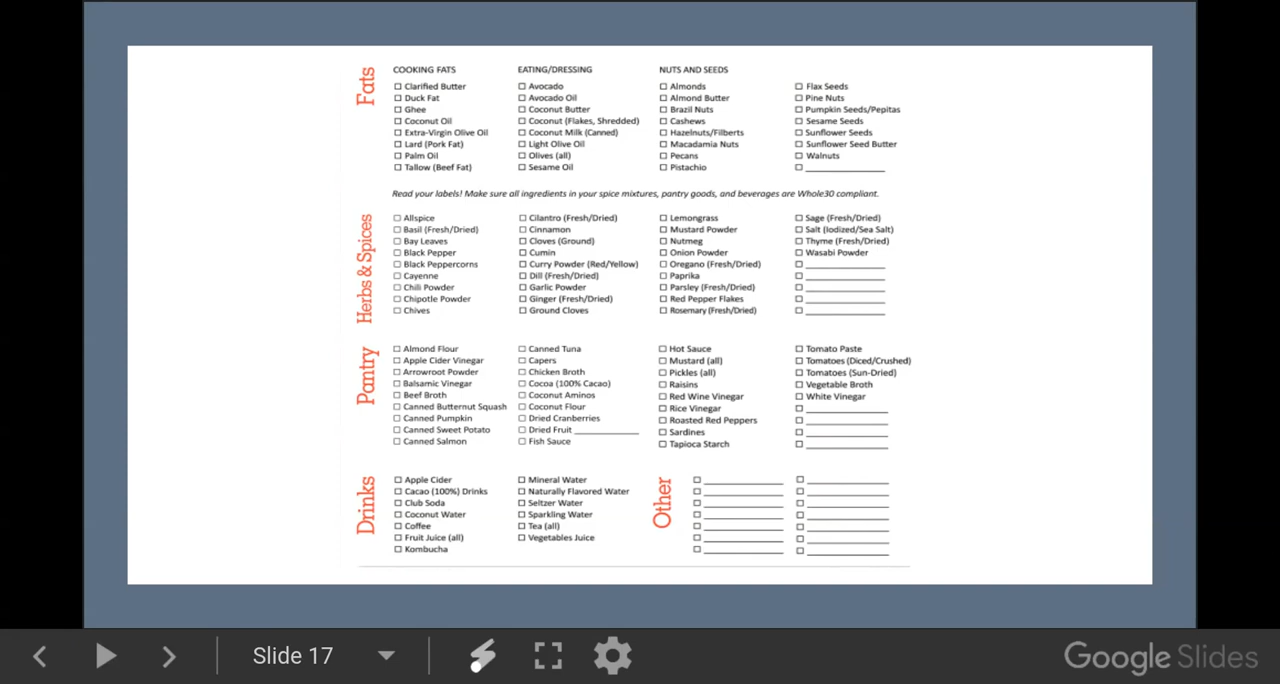 Fats
COOKING FATS
☐ Clarified Butter
☐ Duck Fat
☐ Ghee
☐ Coconut Oil
☐ Extra-Virgin Olive Oil
☐ Lard (Pork Fat)
☐ Palm Oil
☐ Tallow (Beef Fat)
EATING/DRESSING
☐ Avocado
☐ Avocado Oil
☐ Coconut Butter
☐ Coconut (Flakes, Shredded)
☐ Coconut Milk (Canned)
☐ Light Olive Oil
☐ Olives (all)
☐ Sesame Oil
NUTS AND SEEDS
☐ Almonds
☐ Almond Butter
☐ Brazil Nuts
☐ Cashews
☐ Hazelnuts/Filberts
☐ Macadamia Nuts
☐ Pecans
☐ Pistachio
☐ Flax Seeds
☐ Pine Nuts
☐ Pumpkin Seeds/Pepitas
☐ Sesame Seeds
☐ Sunflower Seeds
☐ Sunflower Seed Butter
☐ Walnuts
Read your labels! Make sure all ingredients in your spice mixtures, pantry goods, and beverages are Whole30 compliant.
Herbs & Spices
☐ Allspice
☐ Basil (Fresh/Dried)
☐ Bay Leaves
☐ Black Pepper
☐ Black Peppercorns
☐ Cayenne
☐ Chili Powder
☐ Chipotle Powder
☐ Chives
☐ Cilantro (Fresh/Dried)
☐ Cinnamon
☐ Cloves (Ground)
☐ Cumin
☐ Curry Powder (Red/Yellow)
☐ Dill (Fresh/Dried)
☐ Garlic Powder
☐ Ginger (Fresh/Dried)
☐ Ground Cloves
☐ Lemongrass
☐ Mustard Powder
☐ Nutmeg
☐ Onion Powder
☐ Oregano (Fresh/Dried)
☐ Paprika
☐ Parsley (Fresh/Dried)
☐ Red Pepper Flakes
☐ Rosemary (Fresh/Dried)
☐ Sage (Fresh/Dried)
☐ Salt (Iodized/Sea Salt)
☐ Thyme (Fresh/Dried)
☐ Wasabi Powder
Pantry
☐ Almond Flour
☐ Apple Cider Vinegar
☐ Arrowroot Powder
☐ Balsamic Vinegar
☐ Beef Broth
☐ Canned Butternut Squash
☐ Canned Pumpkin
☐ Canned Sweet Potato
☐ Canned Salmon
☐ Canned Tuna
☐ Capers
☐ Chicken Broth
☐ Cocoa (100% Cacao)
☐ Coconut Aminos
☐ Coconut Flour
☐ Dried Cranberries
☐ Dried Fruit
☐ Fish Sauce
☐ Hot Sauce
☐ Mustard (all)
☐ Pickles (all)
☐ Raisins
☐ Red Wine Vinegar
☐ Rice Vinegar
☐ Roasted Red Peppers
☐ Sardines
☐ Tapioca Starch
☐ Tomato Paste
☐ Tomatoes (Diced/Crushed)
☐ Tomatoes (Sun-Dried)
☐ Vegetable Broth
☐ White Vinegar
Drinks
☐ Apple Cider
☐ Cacao (100%) Drinks
☐ Club Soda
☐ Coconut Water
☐ Coffee
☐ Fruit Juice (all)
☐ Kombucha
☐ Mineral Water
☐ Naturally Flavored Water
☐ Seltzer Water
☐ Sparkling Water
☐ Tea (all)
☐ Vegetables Juice
Other
Slide 17
Google Slides